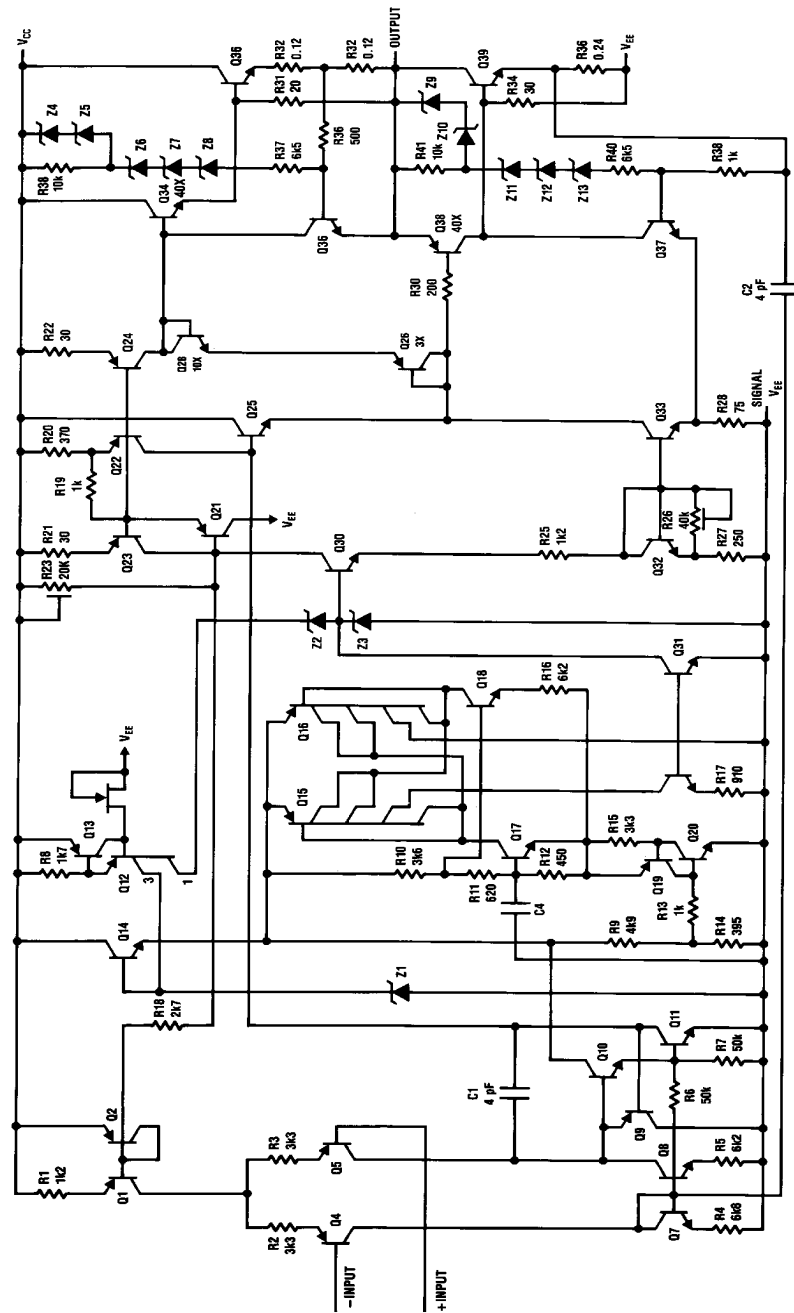 V_CC
R1
1k2
Q1
Q2
R18
2k7
Q14
R8
1k7
Q12
3
1
Q13
V_EE
R23
20K
R21
30
Q23
R19
1k
R20
370
Q22
Q21
V_EE
R22
30
Q24
Q25
Q28
10X
R38
10k
Z4
Z5
Z6
Z7
Z8
Q34
40X
R37
6k5
Q36
R31
20
R32
0.12
R32
0.12
R36
500
Q36
OUTPUT
R2
3k3
R3
3k3
Q4
Q5
−INPUT
+INPUT
C1
4 pF
Z1
Q15
Q16
R10
3k6
R11
620
Q17
Q18
R12
450
C4
R16
6k2
Z2
Z3
Q30
R25
1k2
Q26
3X
R30
200
Q38
40X
R41
10k
Z9
Z10
Z11
Z12
Z13
R40
6k5
Q39
R34
30
R36
0.24
V_EE
Q7
Q8
Q9
Q10
Q11
R4
6k8
R5
6k2
R6
50k
R7
50k
R9
4k9
R13
1k
R14
395
R15
3k3
Q19
Q20
R17
910
Q31
Q32
R26
40k
R27
250
Q33
R28
75
Q37
R38
1k
C2
4 pF
SIGNAL
V_EE